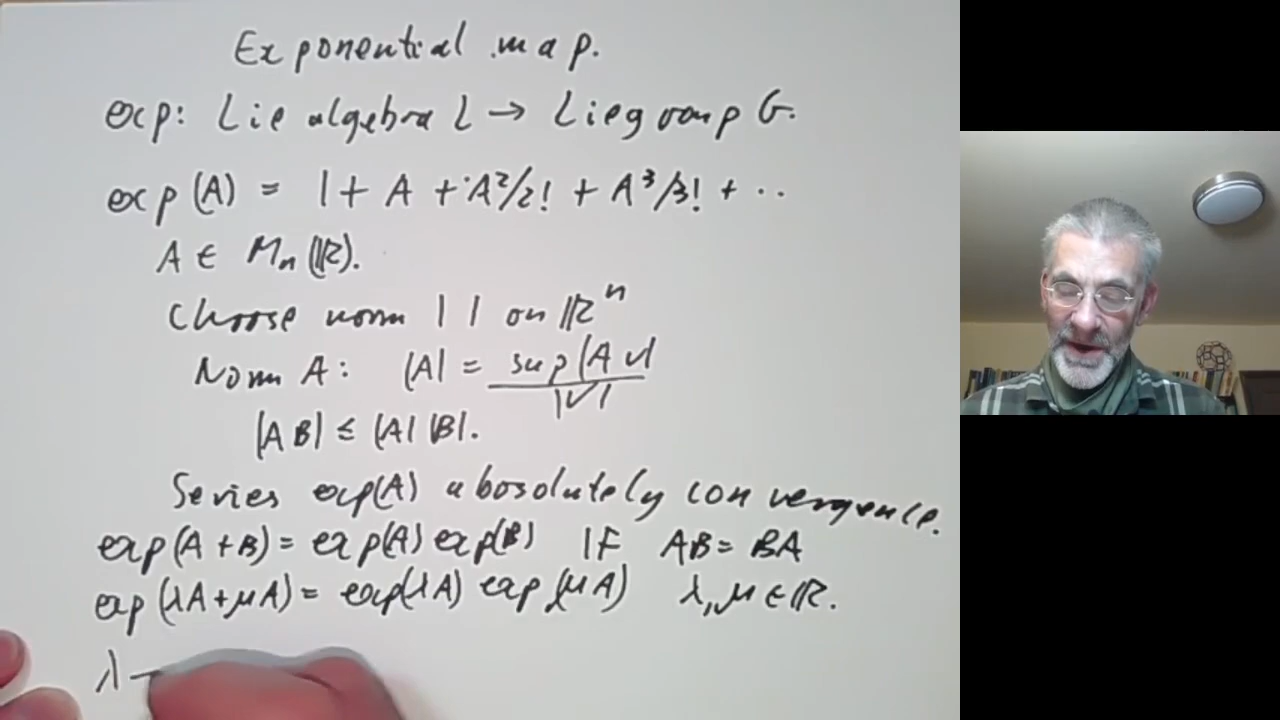 Exponential map.
exp: Lie algebra L → Lie group G.
exp(A) = 1 + A + A²/2! + A³/3! + ..
A ∈ Mₙ(ℝ).
Choose norm | | on ℝⁿ
Norm A: |A| = sup|Av| / |v|
|AB| ≤ |A| |B|.
Series exp(A) absolutely convergence.
exp(A+B) = exp(A) exp(B) IF AB = BA
exp(λA+μA) = exp(λA) exp(μA) λ,μ ∈ ℝ.
λ